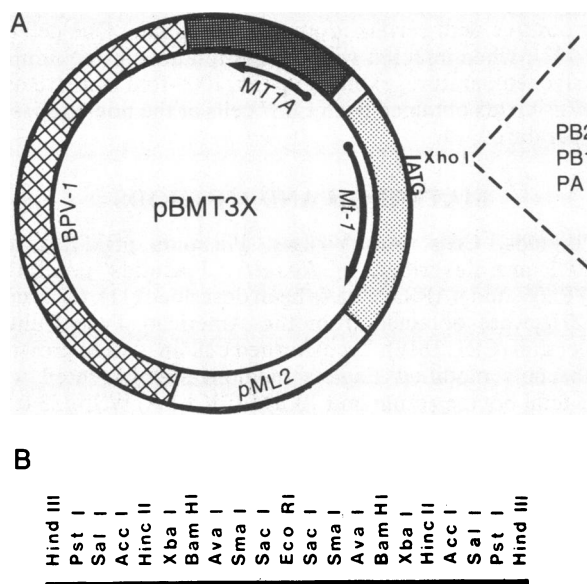 A
MT1A
BPV-1
pBMT3X
Mt-1
ATG
Xho I
PB2
PB1
PA
pML2
B
Hind III
Pst I
Sal I
Acc I
Hinc II
Xba I
Bam HI
Ava I
Sma I
Sac I
Eco RI
Sac I
Sma I
Ava I
Bam HI
Xba I
Hinc II
Acc I
Sal I
Pst I
Hind III